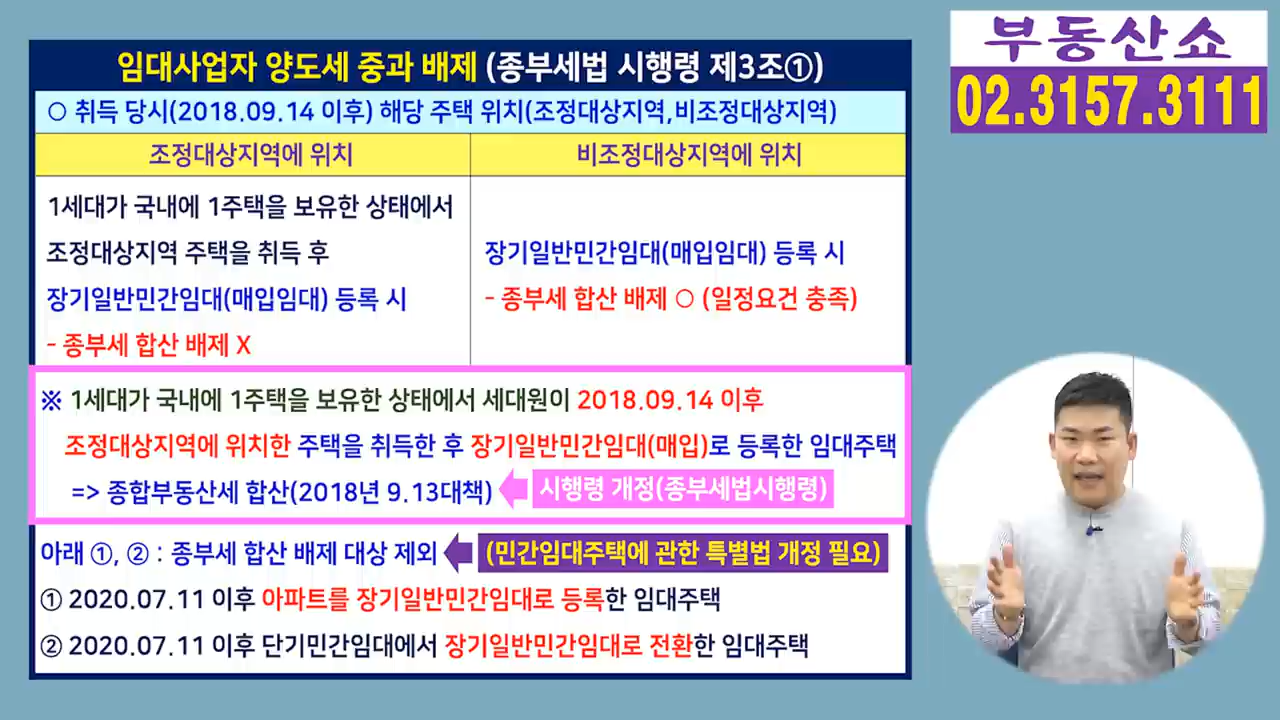 부동산쇼
02.3157.3111
임대사업자 양도세 중과 배제 (종부세법 시행령 제3조①)
○ 취득 당시(2018.09.14 이후) 해당 주택 위치(조정대상지역,비조정대상지역)
조정대상지역에 위치
비조정대상지역에 위치
1세대가 국내에 1주택을 보유한 상태에서
조정대상지역 주택을 취득 후
장기일반민간임대(매입임대) 등록 시
- 종부세 합산 배제 X
장기일반민간임대(매입임대) 등록 시
- 종부세 합산 배제 ○ (일정요건 충족)
※ 1세대가 국내에 1주택을 보유한 상태에서 세대원이 2018.09.14 이후
조정대상지역에 위치한 주택을 취득한 후 장기일반민간임대(매입)로 등록한 임대주택
=> 종합부동산세 합산(2018년 9.13대책) 시행령 개정(종부세법시행령)
아래 ①, ② : 종부세 합산 배제 대상 제외 (민간임대주택에 관한 특별법 개정 필요)
① 2020.07.11 이후 아파트를 장기일반민간임대로 등록한 임대주택
② 2020.07.11 이후 단기민간임대에서 장기일반민간임대로 전환한 임대주택